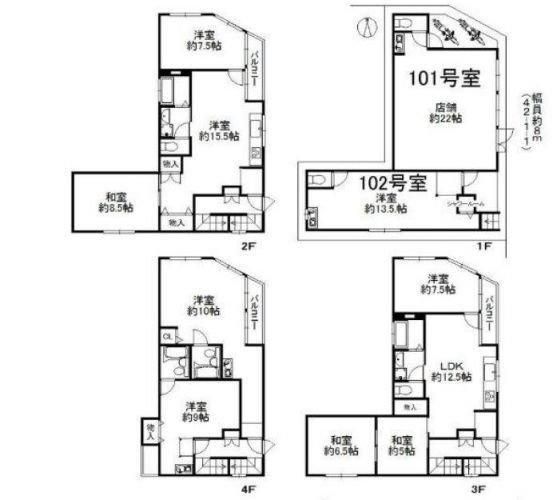 洋室
約7.5帖
バルコニー
洋室
約15.5帖
物入
和室
約8.5帖
物入
2F
101号室
店舗
約22帖
幅員約8m
(42-1-1)
102号室
洋室
約13.5帖
シャワールーム
1F
洋室
約10帖
バルコニー
CL
洋室
約9帖
物入
4F
洋室
約7.5帖
バルコニー
LDK
約12.5帖
物入
和室
約6.5帖
和室
約5帖
3F